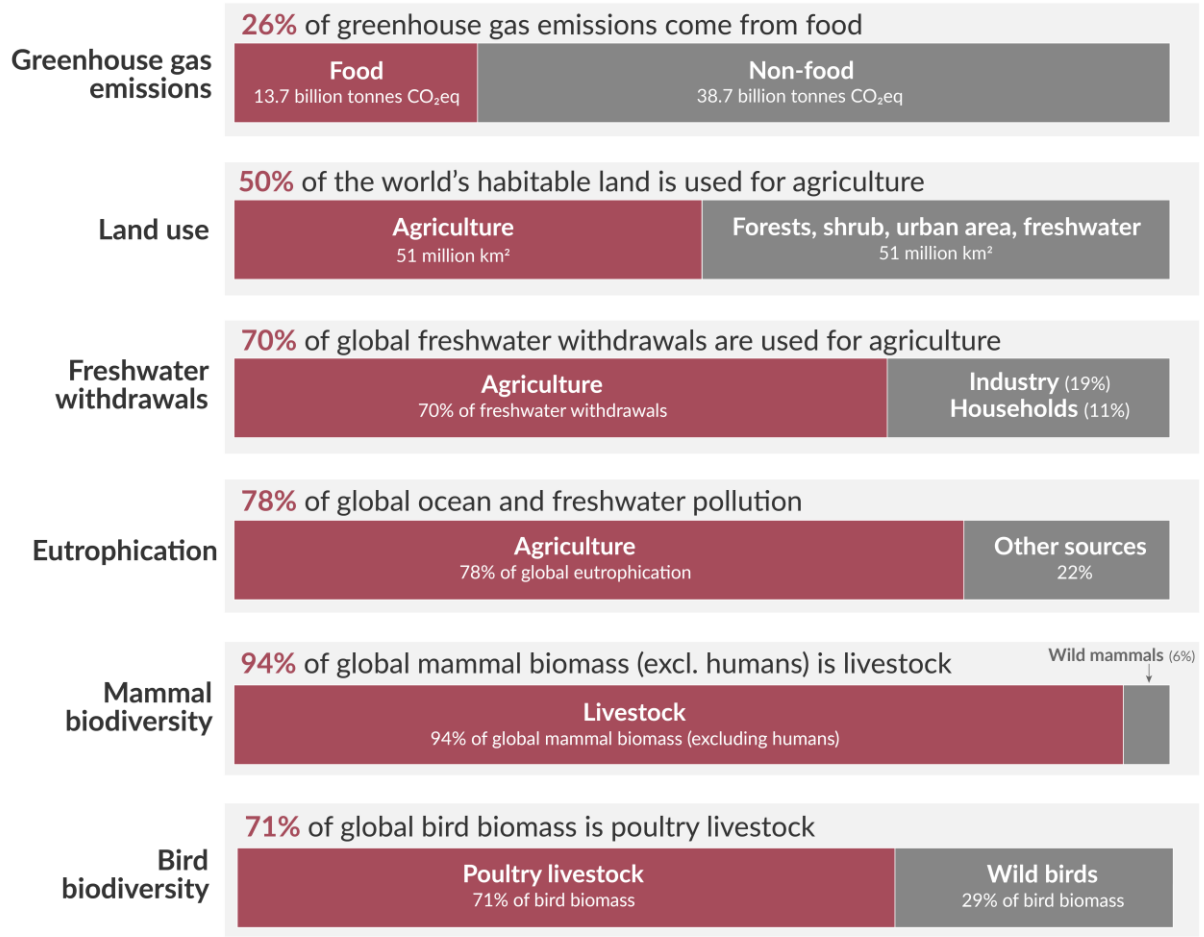 26% of greenhouse gas emissions come from food
Greenhouse gas
emissions
Food
13.7 billion tonnes CO₂eq
Non-food
38.7 billion tonnes CO₂eq
50% of the world's habitable land is used for agriculture
Land use
Agriculture
51 million km²
Forests, shrub, urban area, freshwater
51 million km²
70% of global freshwater withdrawals are used for agriculture
Freshwater
withdrawals
Agriculture
70% of freshwater withdrawals
Industry (19%)
Households (11%)
78% of global ocean and freshwater pollution
Eutrophication
Agriculture
78% of global eutrophication
Other sources
22%
94% of global mammal biomass (excl. humans) is livestock
Wild mammals (6%)
Mammal
biodiversity
Livestock
94% of global mammal biomass (excluding humans)
71% of global bird biomass is poultry livestock
Bird
biodiversity
Poultry livestock
71% of bird biomass
Wild birds
29% of bird biomass